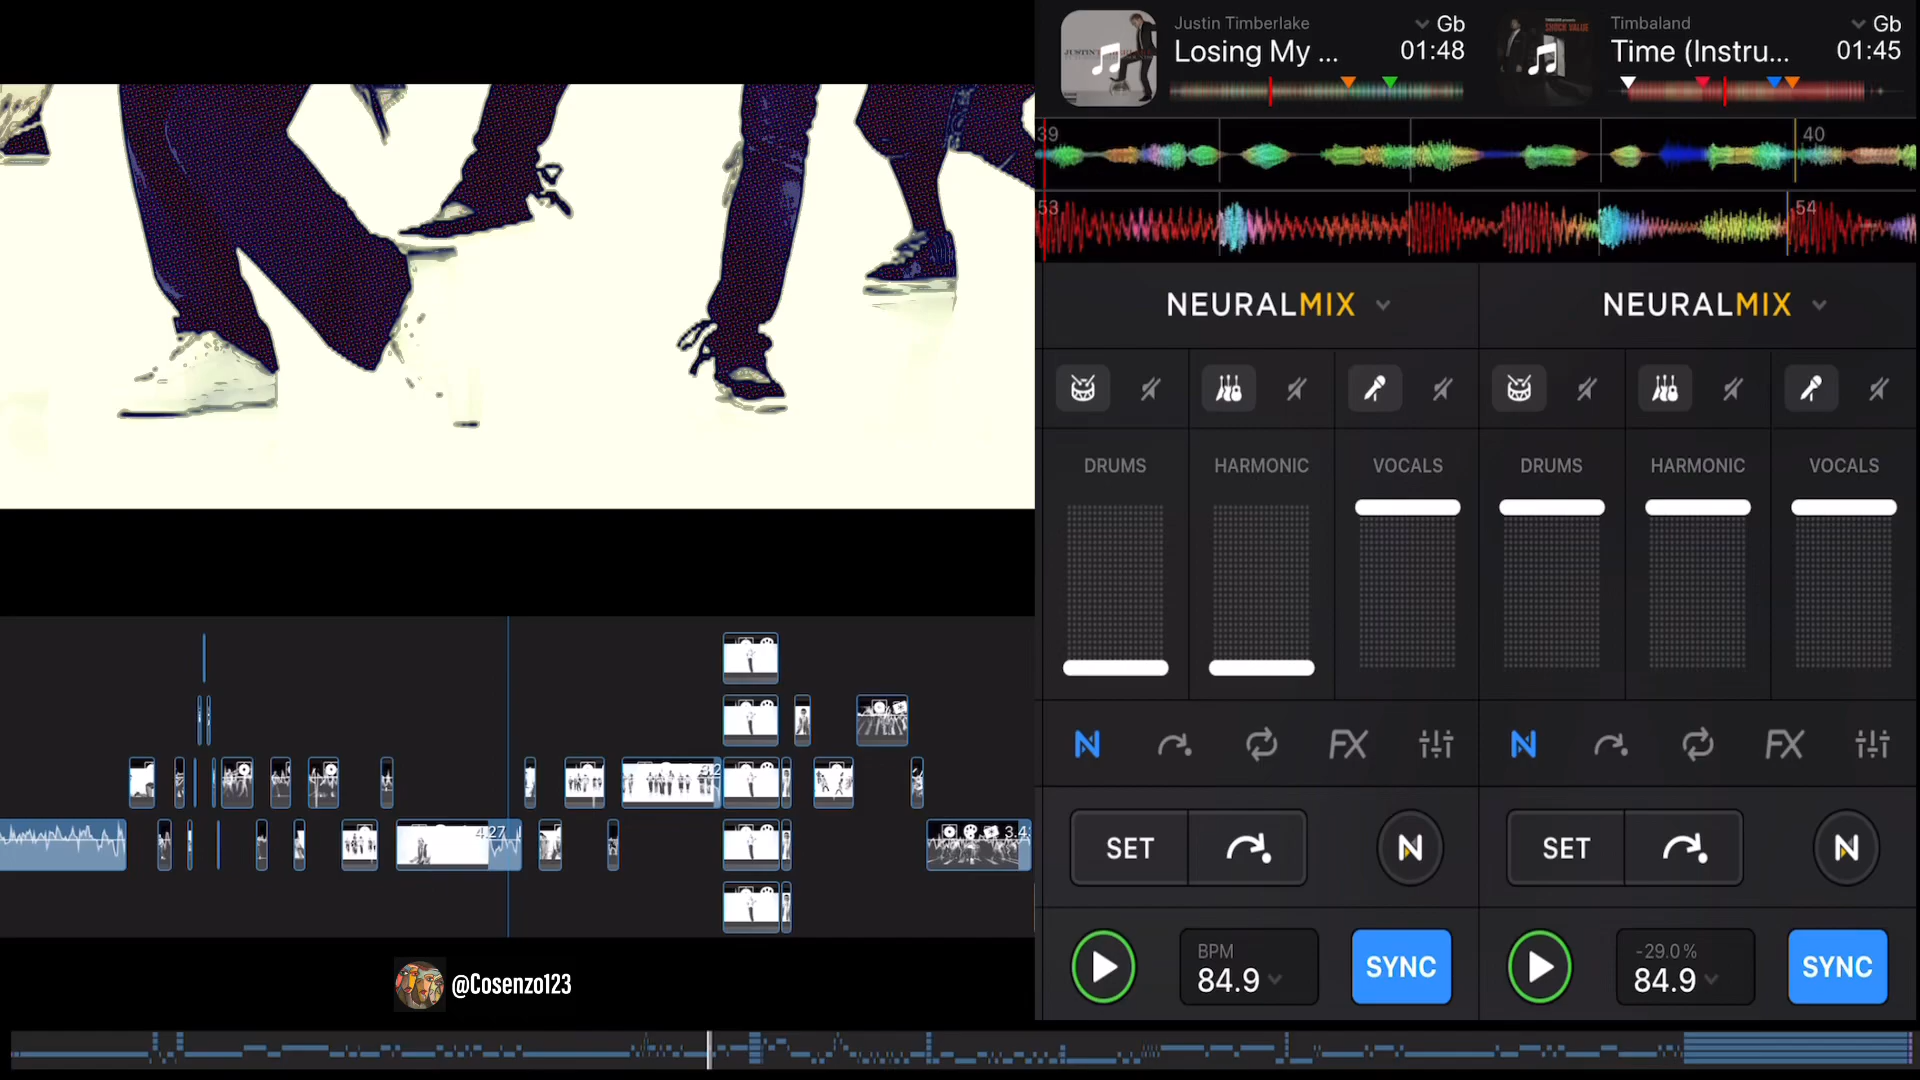 Justin Timberlake
Gb
Losing My ...
01:48
Timbaland
Gb
Time (Instru...
01:45
SHOCK VALUE
39
40
53
54
NEURALMIX
NEURALMIX
DRUMS
HARMONIC
VOCALS
DRUMS
HARMONIC
VOCALS
FX
FX
SET
SET
BPM
84.9
SYNC
-29.0%
84.9
SYNC
4.27
@Cosenzo123